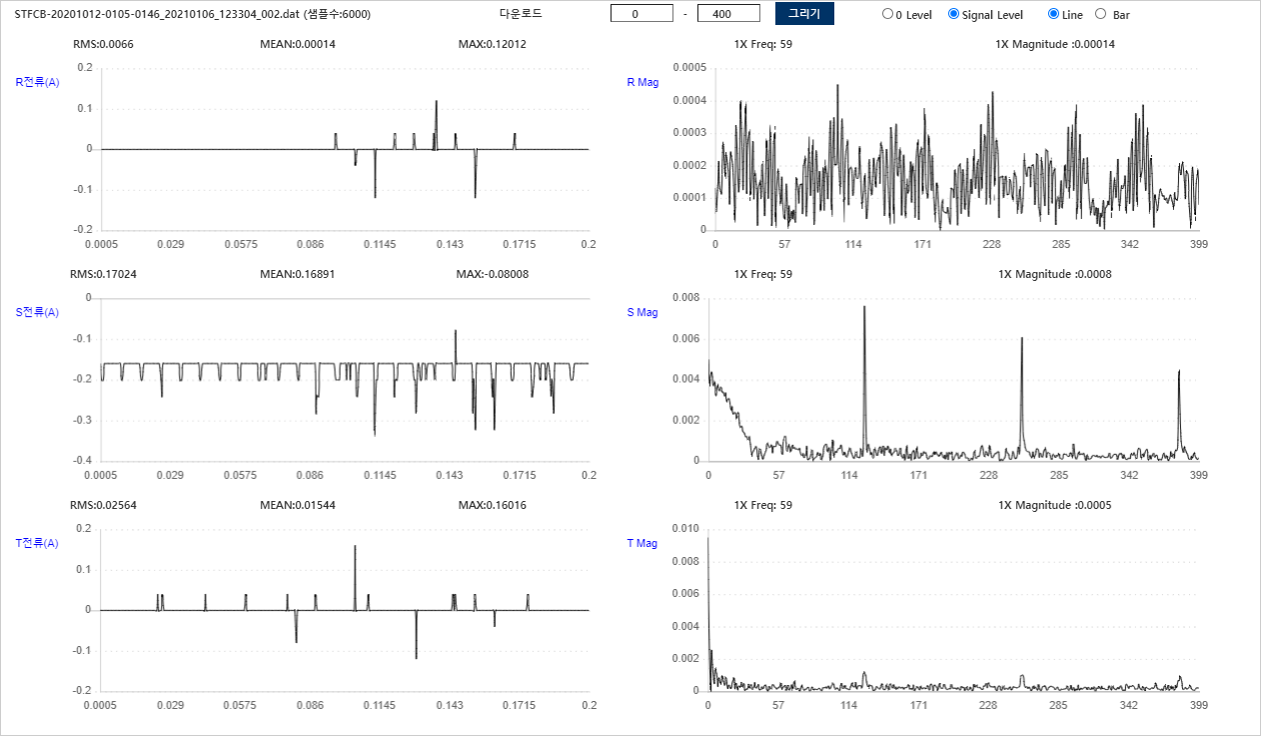 STFCB-20201012-0105-0146_20210106_123304_002.dat (샘플수:6000) 다운로드 0 - 400 그리기 0 Level Signal Level Line Bar
RMS:0.0066 MEAN:0.00014 MAX:0.12012 1X Freq: 59 1X Magnitude :0.00014
R전류(A)
0.2
0.1
0
-0.1
-0.2
0.0005 0.029 0.0575 0.086 0.1145 0.143 0.1715 0.2
R Mag
0.0005
0.0004
0.0003
0.0002
0.0001
0
0 57 114 171 228 285 342 399
RMS:0.17024 MEAN:0.16891 MAX:-0.08008 1X Freq: 59 1X Magnitude :0.0008
S전류(A)
0
-0.1
-0.2
-0.3
-0.4
0.0005 0.029 0.0575 0.086 0.1145 0.143 0.1715 0.2
S Mag
0.008
0.006
0.004
0.002
0
0 57 114 171 228 285 342 399
RMS:0.02564 MEAN:0.01544 MAX:0.16016 1X Freq: 59 1X Magnitude :0.0005
T전류(A)
0.2
0.1
0
-0.1
-0.2
0.0005 0.029 0.0575 0.086 0.1145 0.143 0.1715 0.2
T Mag
0.010
0.008
0.006
0.004
0.002
0
0 57 114 171 228 285 342 399